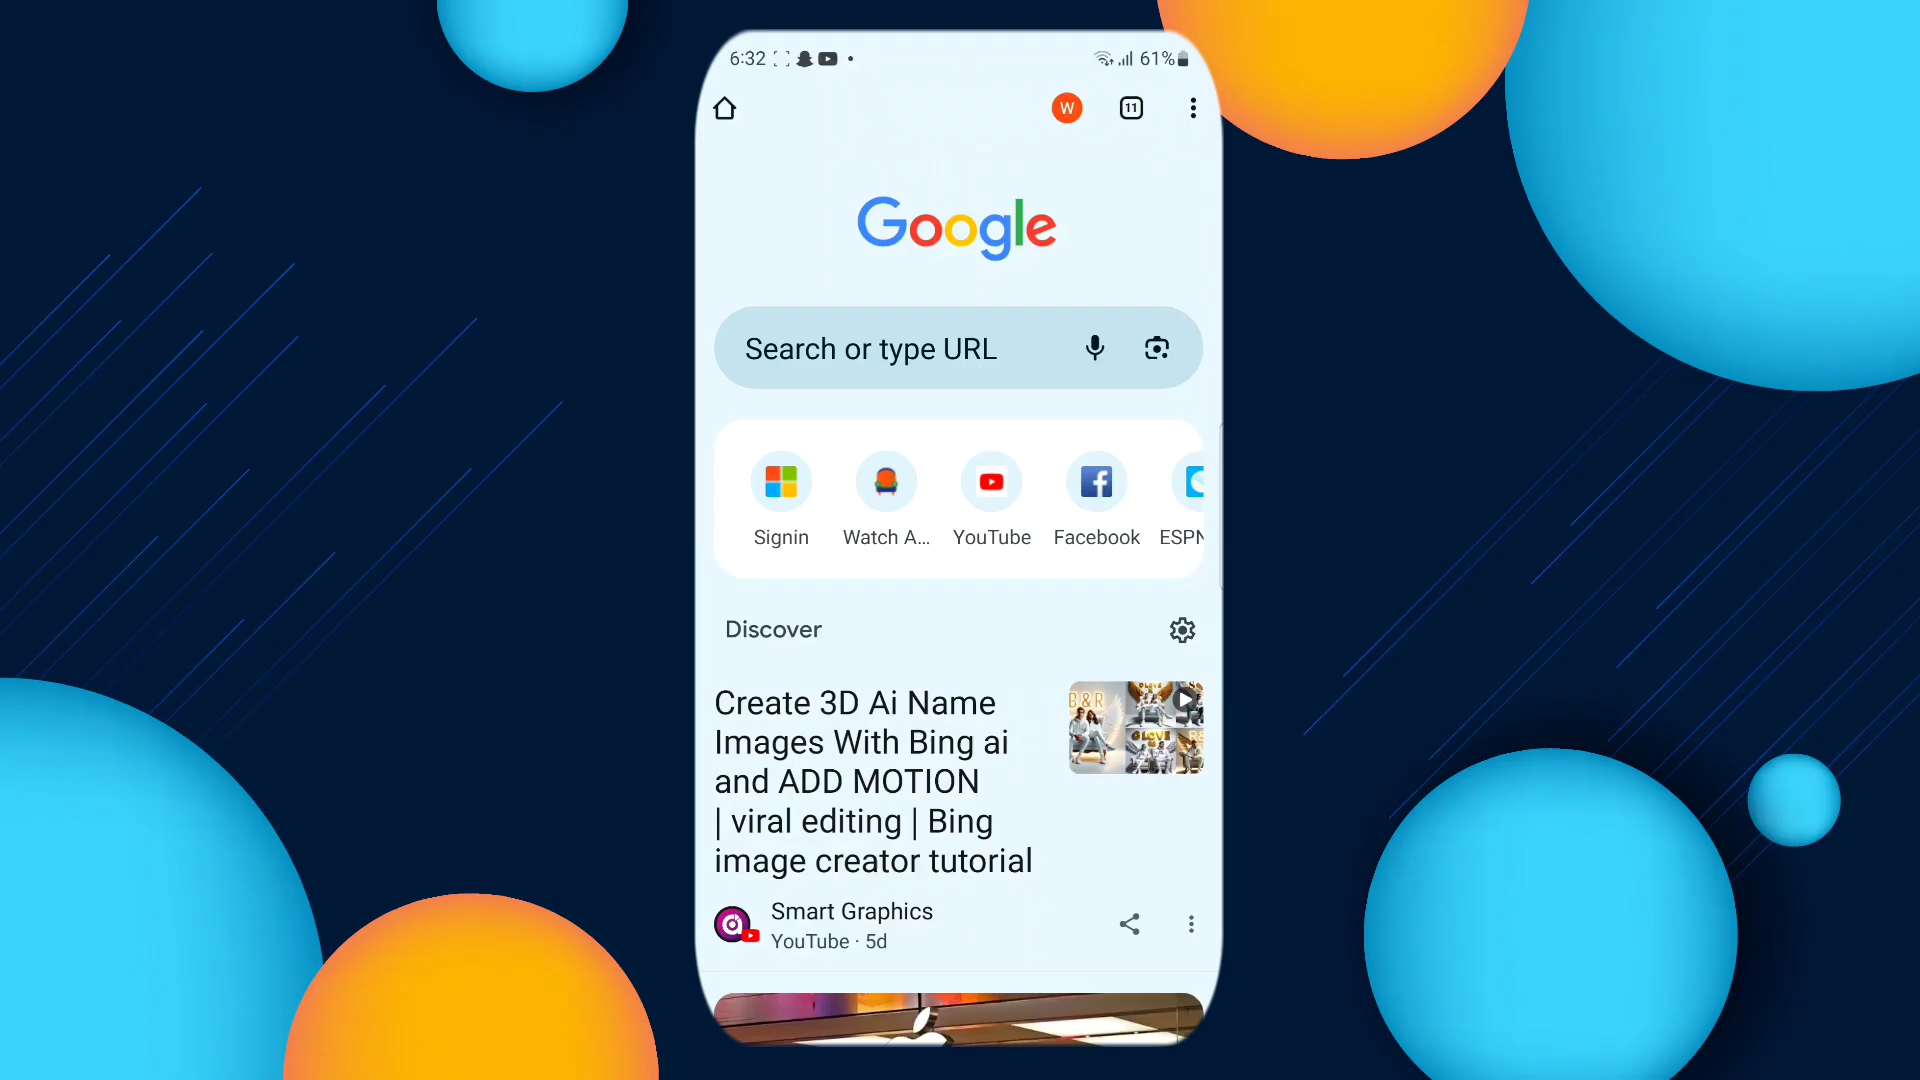 6:32
61%
W
11
Google
Search or type URL
Signin
Watch A...
YouTube
Facebook
ESPN
Discover
Create 3D Ai Name
Images With Bing ai
and ADD MOTION
| viral editing | Bing
image creator tutorial
B&R
Smart Graphics
YouTube · 5d